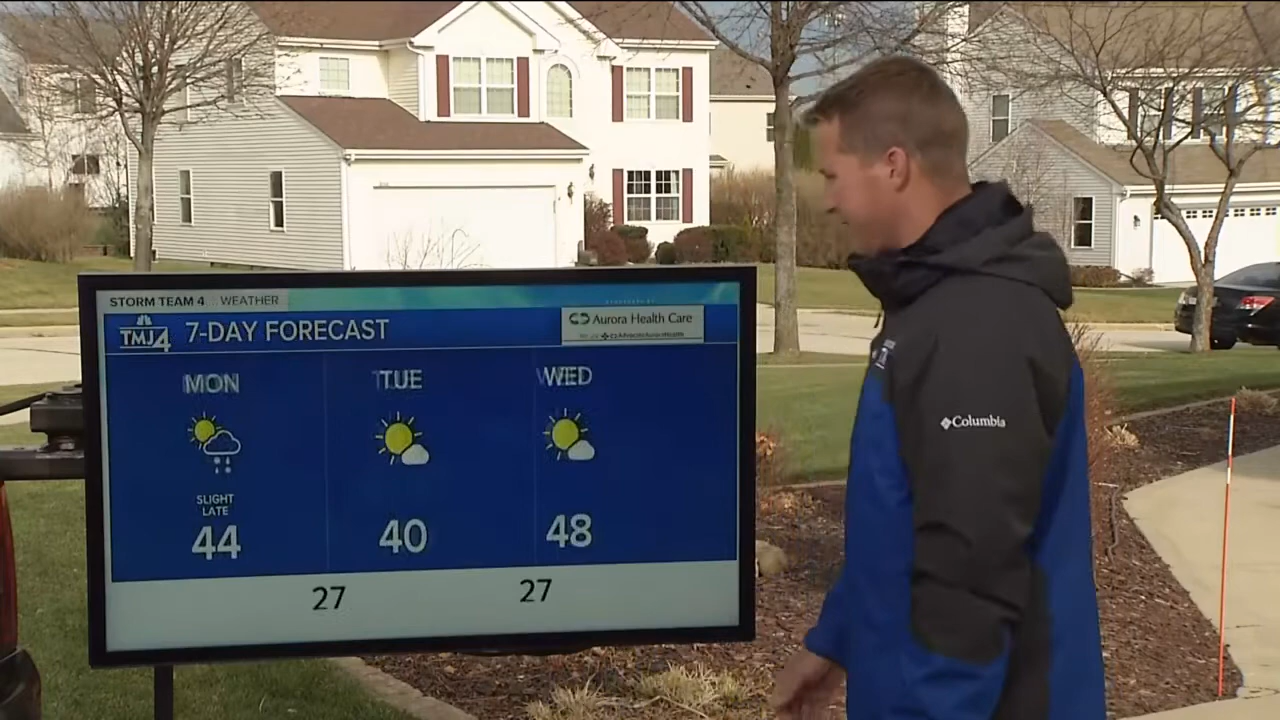 STORM TEAM 4 WEATHER
TMJ4 7-DAY FORECAST
Aurora Health Care
MON TUE WED
SLIGHT
LATE
44 40 48
27 27
Columbia